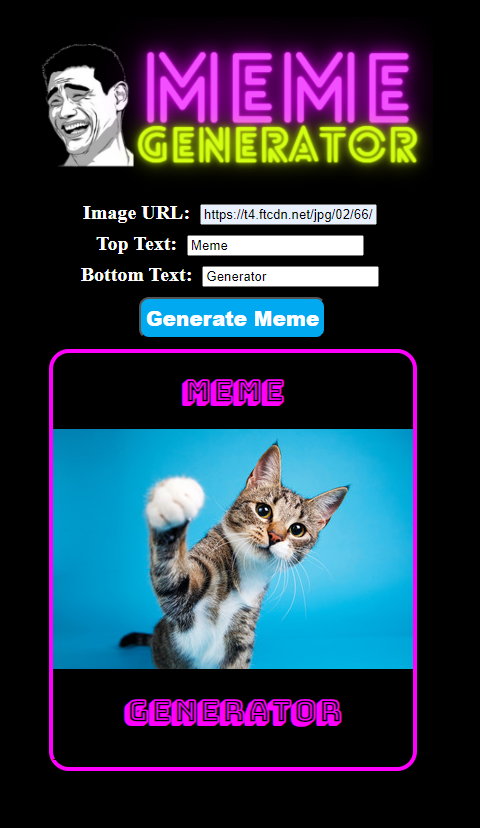 MEME
GENERATOR
Image URL: https://t4.ftcdn.net/jpg/02/66/
Top Text: Meme
Bottom Text: Generator
Generate Meme
MEME
GENERATOR